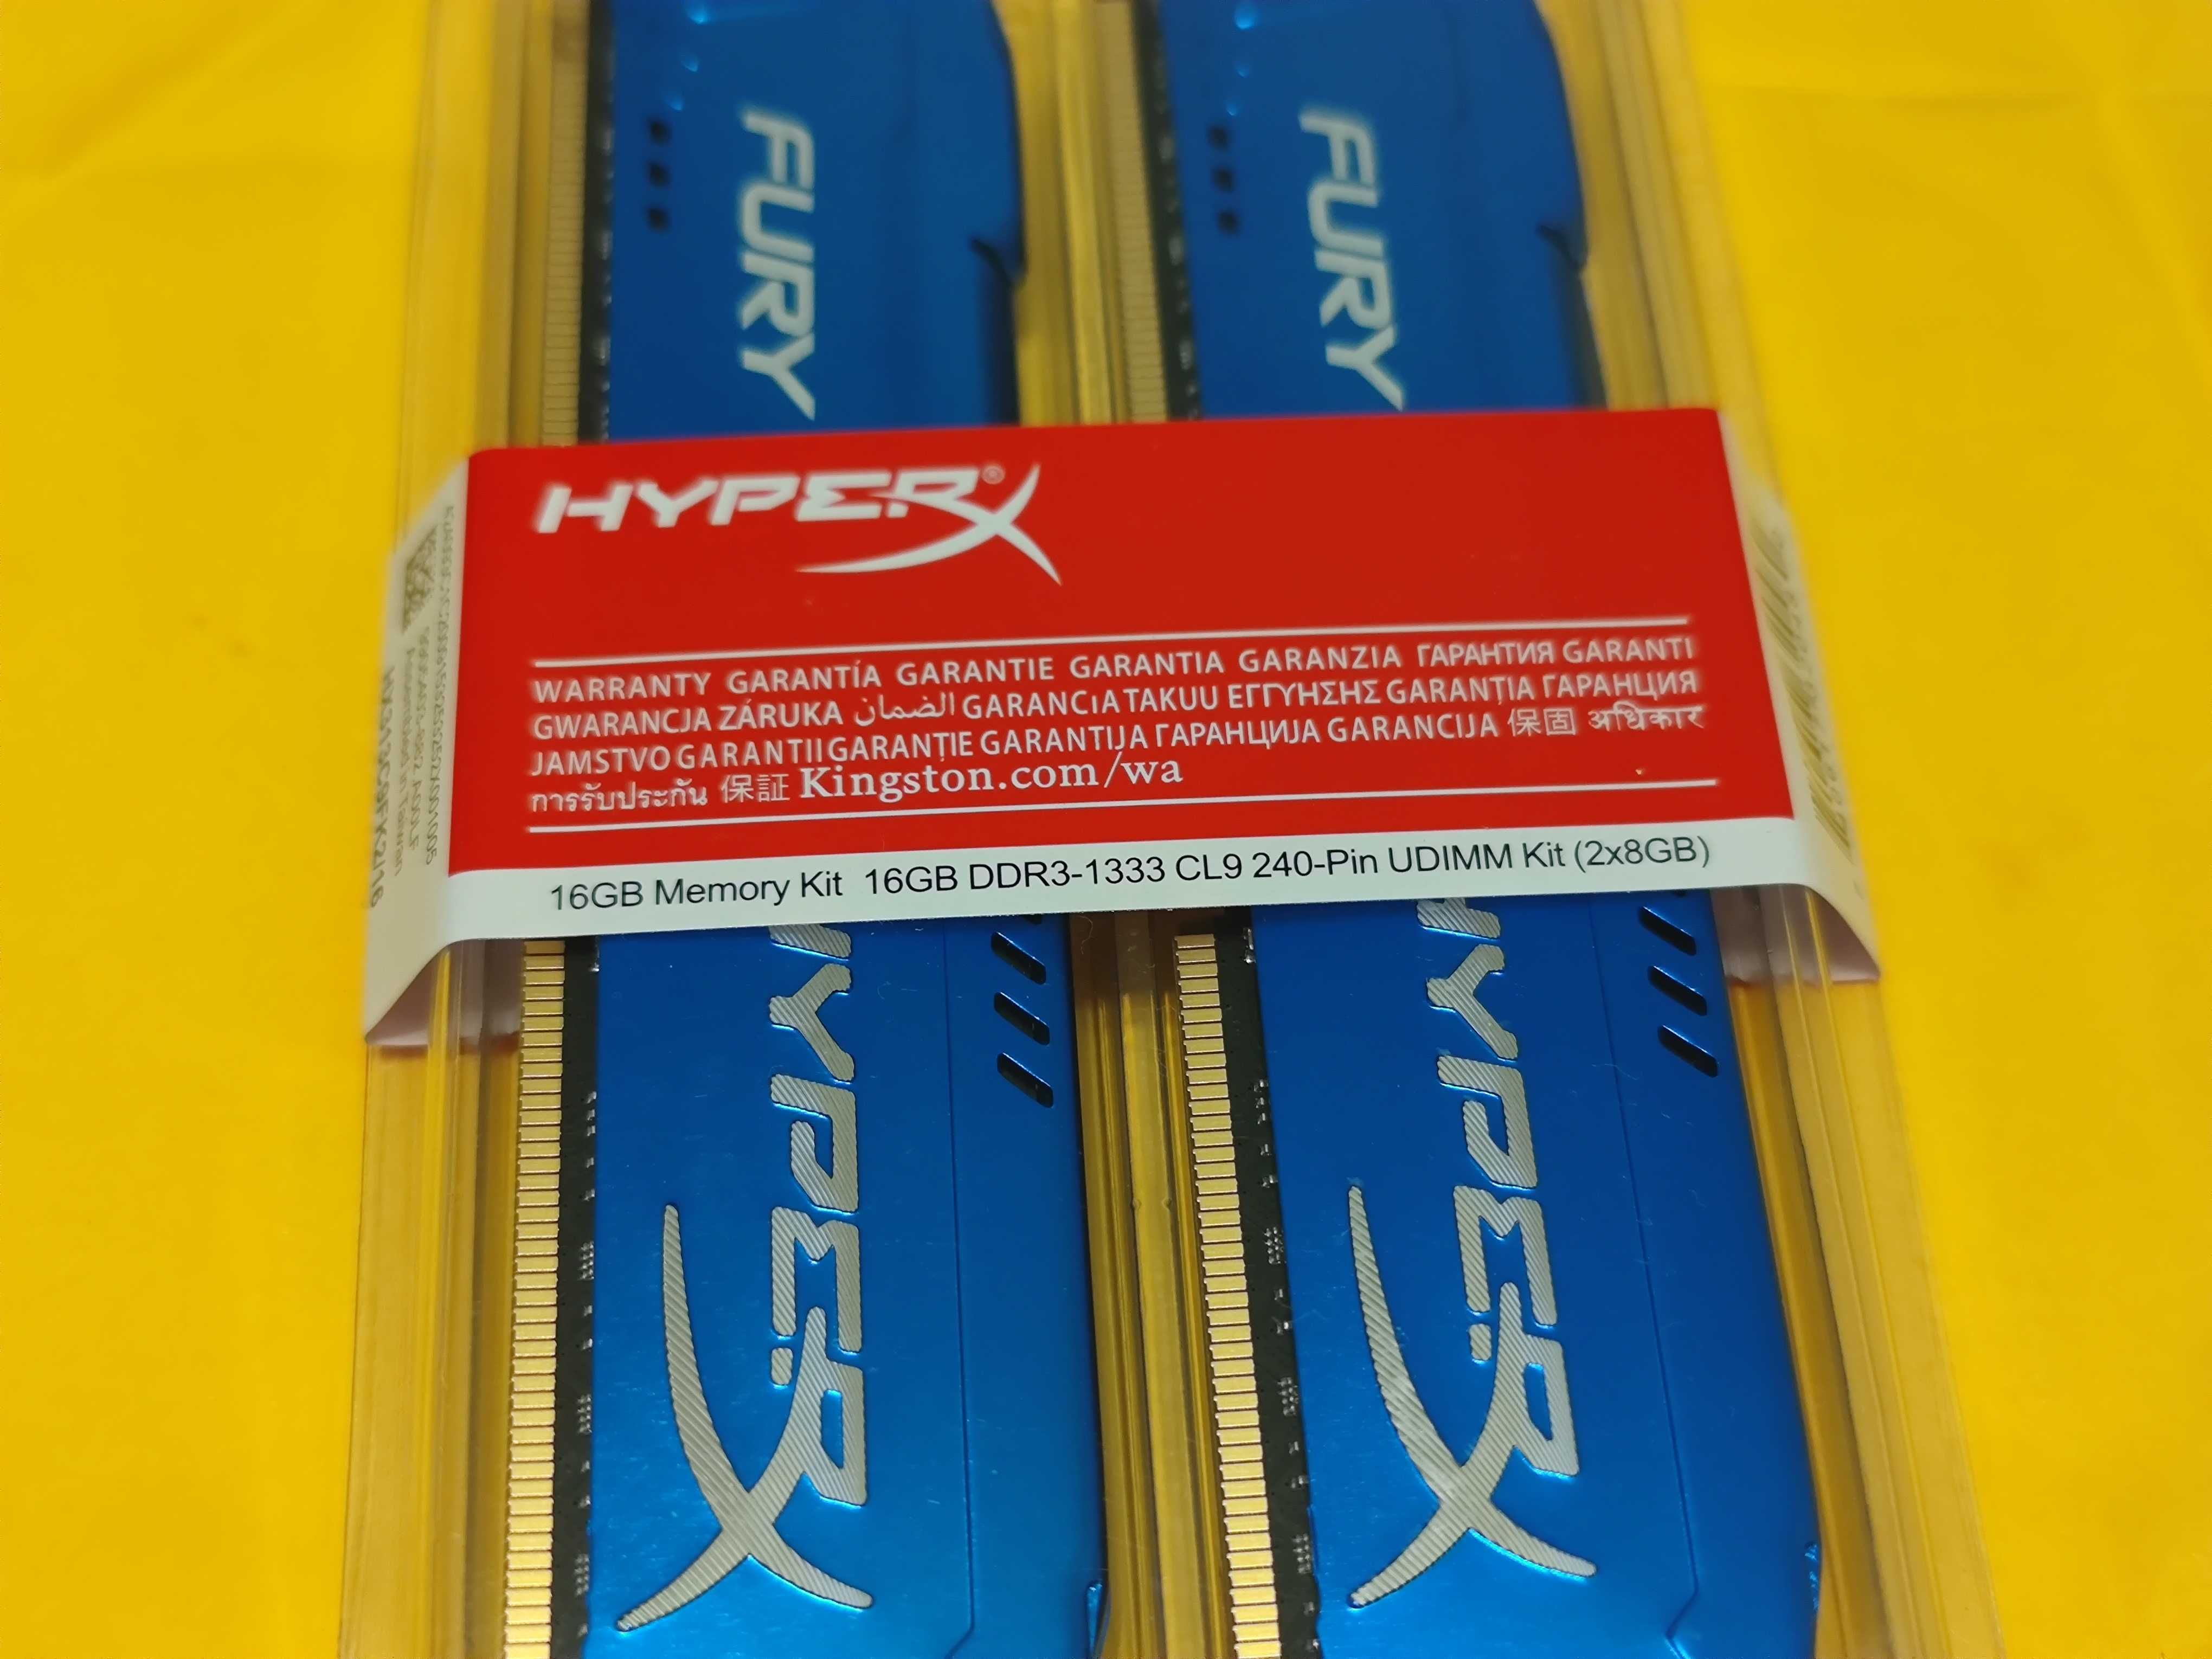 FURY
FURY
HYPERX®
WARRANTY GARANTÍA GARANTIE GARANTIA GARANZIA ГАРАНТИЯ GARANTI
GWARANCJA ZÁRUKA الضمان GARANCIA TAKUU ΕΓΓΥΗΣΗΣ GARANȚIA ГАРАНЦИЯ
JAMSTVO GARANTII GARANȚIE GARANTIJA ГАРАНЦИЈА GARANCIJA 保固 अधिकार
การรับประกัน 保証 Kingston.com/wa
16GB Memory Kit 16GB DDR3-1333 CL9 240-Pin UDIMM Kit (2x8GB)
HYPERX
HYPERX